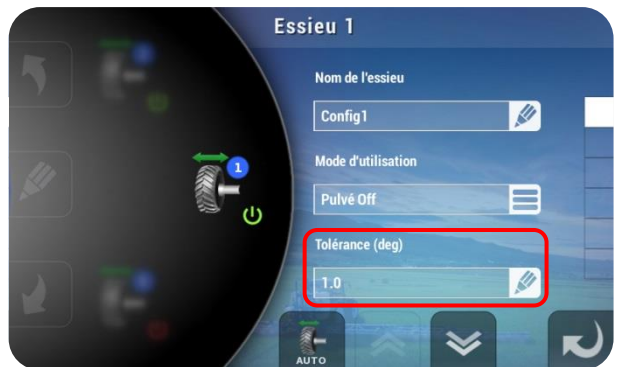 Essieu 1
Nom de l'essieu
Config1
1
Mode d'utilisation
Pulvé Off
Tolérance (deg)
1.0
AUTO